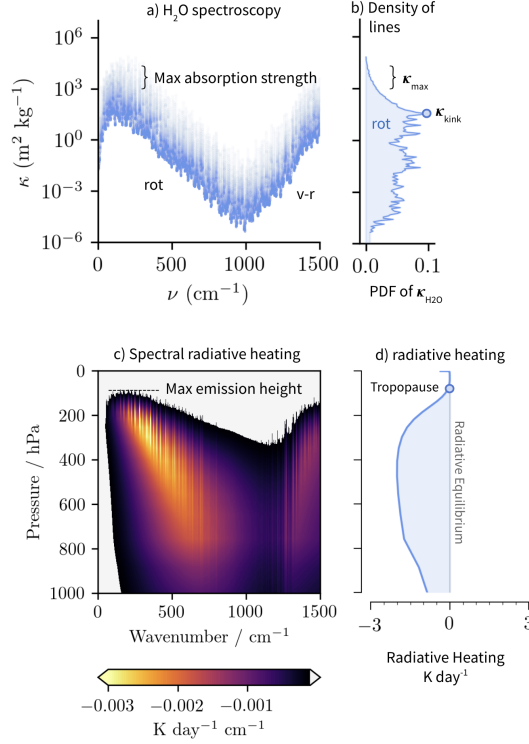 a) H₂O spectroscopy
b) Density of
lines
10⁶
10³
10⁰
10⁻³
10⁻⁶
κ (m² kg⁻¹)
} Max absorption strength
rot
v-r
0
500
1000
1500
ν (cm⁻¹)
} κmax
κkink
rot
0.0
0.1
PDF of κH2O
c) Spectral radiative heating
d) radiative heating
0
200
400
600
800
1000
Pressure / hPa
Max emission height
0
500
1000
1500
Wavenumber / cm⁻¹
−0.003
−0.002
−0.001
K day⁻¹ cm⁻¹
Tropopause
Radiative Equilibrium
−3
0
3
Radiative Heating
K day⁻¹